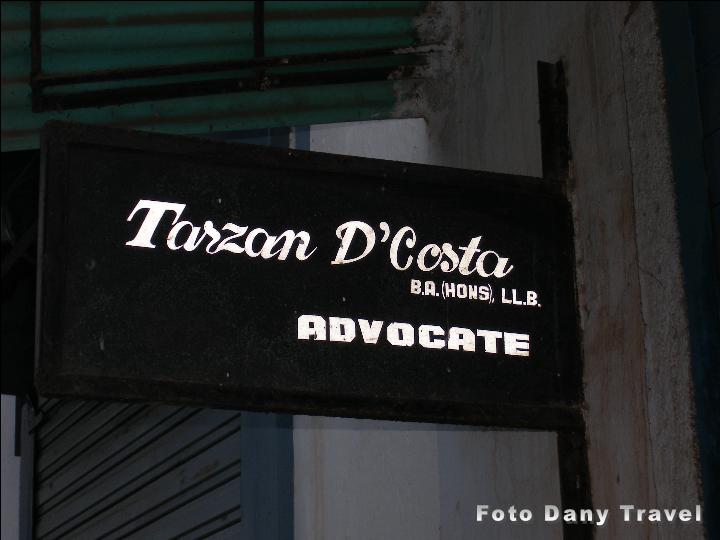 Tarzan D'Costa
B.A. (HONS), LL.B.
ADVOCATE
Foto Dany Travel